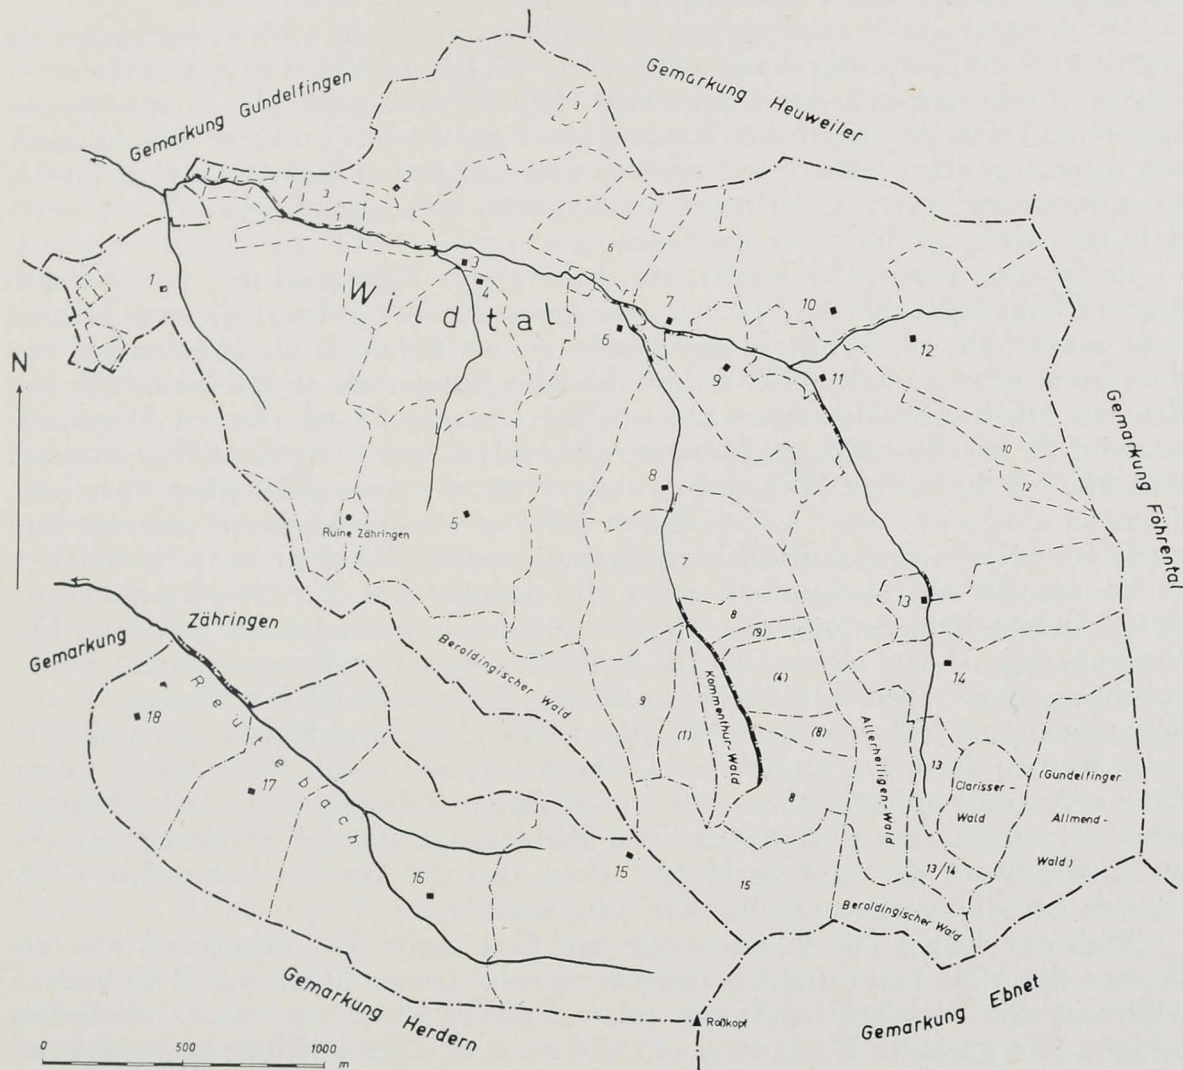 Gemarkung Gundelfingen
Gemarkung Heuweiler
3
2
3
1
6
3
4
Wildtal
7
10
6
12
9
11
N
Gemarkung Föhrental
10
12
8
5
Ruine Zähringen
7
13
Zähringen
Gemarkung
8
(9)
Beroldingischer Wald
14
Kommenthur-Wald
(4)
Reutebach
18
9
(1)
(8)
Allerheiligen-Wald
13
Clarisser-
Wald
(Gundelfinger
Allmend-
Wald)
17
8
15
15
13/14
16
Beroldingischer Wald
Gemarkung Herdern
Roßkopf
Gemarkung Ebnet
0 500 1000
m